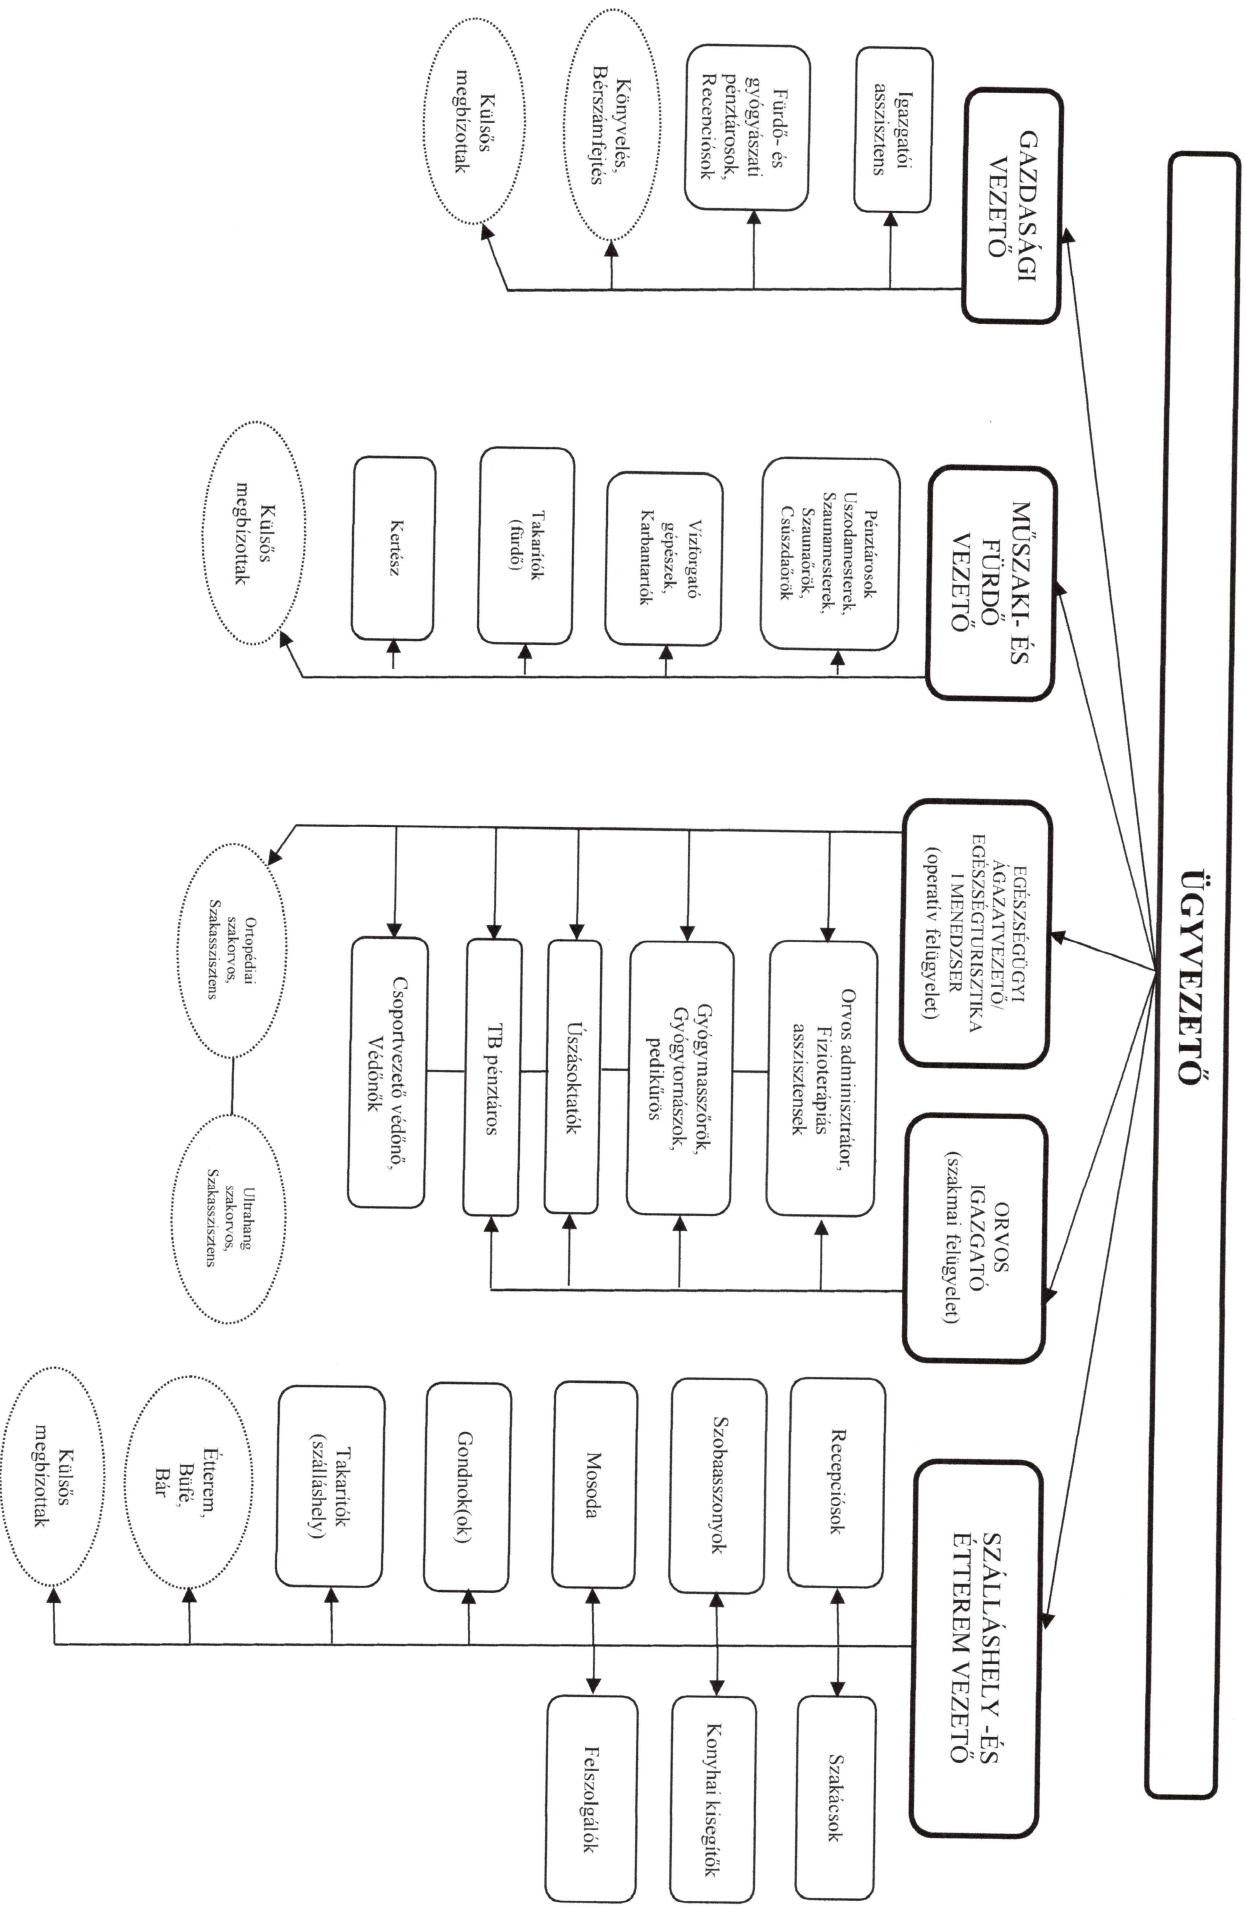 ÜGYVEZETŐ
GAZDASÁGI
VEZETŐ
Igazgatói
asszisztens
Fürdő- és
gyógyászati
pénztárosok,
Recepciósok
Könyvelés,
Bérszámfejtés
Külsős
megbízottak
MŰSZAKI- ÉS
FÜRDŐ
VEZETŐ
Pénztárosok
Uszodamesterek,
Szaunamesterek,
Szaunaőrök,
Csúszdaőrök
Vízforgató
gépészek,
Karbantartók
Takarítók
(fürdő)
Kertész
Külsős
megbízottak
EGÉSZSÉGÜGYI
ÁGAZATVEZETŐ/
EGÉSZSÉGTURISZTIKA
I MENEDZSER
(operatív felügyelet)
ORVOS
IGAZGATÓ
(szakmai felügyelet)
Orvos adminisztrátor,
Fizioterápiás
asszisztensek
Gyógymasszőrök,
Gyógytornászok,
pedikűrös
Úszásoktatók
TB pénztáros
Csoportvezető védőnő,
Védőnők
Ortopédiai
szakorvos,
Szakasszisztens
Ultrahang
szakorvos,
Szakasszisztens
SZÁLLÁSHELY -ÉS
ÉTTEREM VEZETŐ
Recepciósok
Szakácsok
Szobaasszonyok
Konyhai kisegítők
Mosoda
Felszolgálók
Gondnok(ok)
Takarítók
(szálláshely)
Étterem,
Büfé,
Bár
Külsős
megbízottak